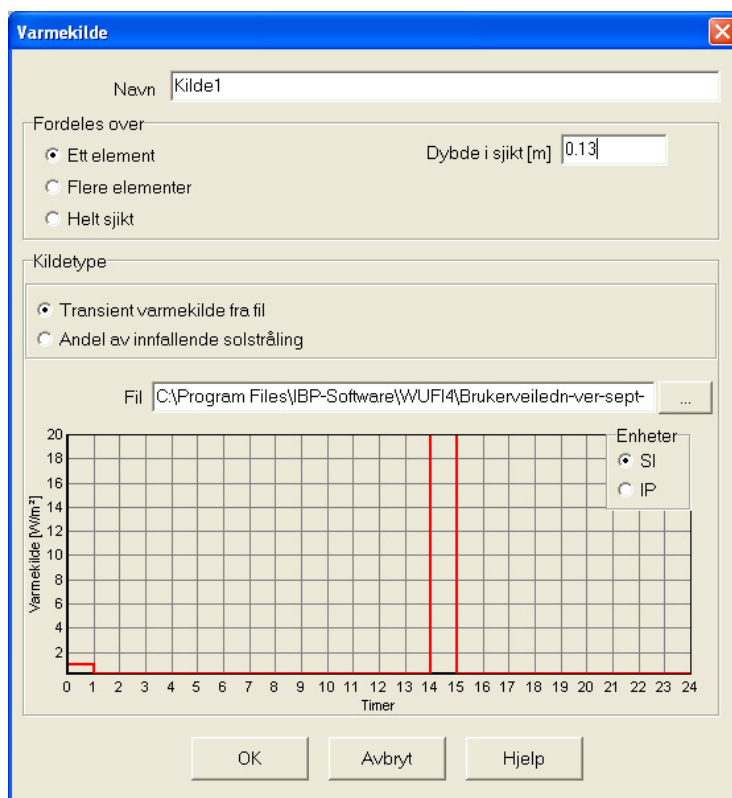 Varmekilde
Navn Kilde1
Fordeles over
Ett element
Dybde i sjikt [m] 0.13
Flere elementer
Helt sjikt
Kildetype
Transient varmekilde fra fil
Andel av innfallende solstråling
Fil C:\Program Files\IBP-Software\WUFI4\Brukerveiledn-ver-sept- ...
Enheter
SI
IP
Varmekilde [W/m²]
20
18
16
14
12
10
8
6
4
2
0 1 2 3 4 5 6 7 8 9 10 11 12 13 14 15 16 17 18 19 20 21 22 23 24
Timer
OK Avbryt Hjelp